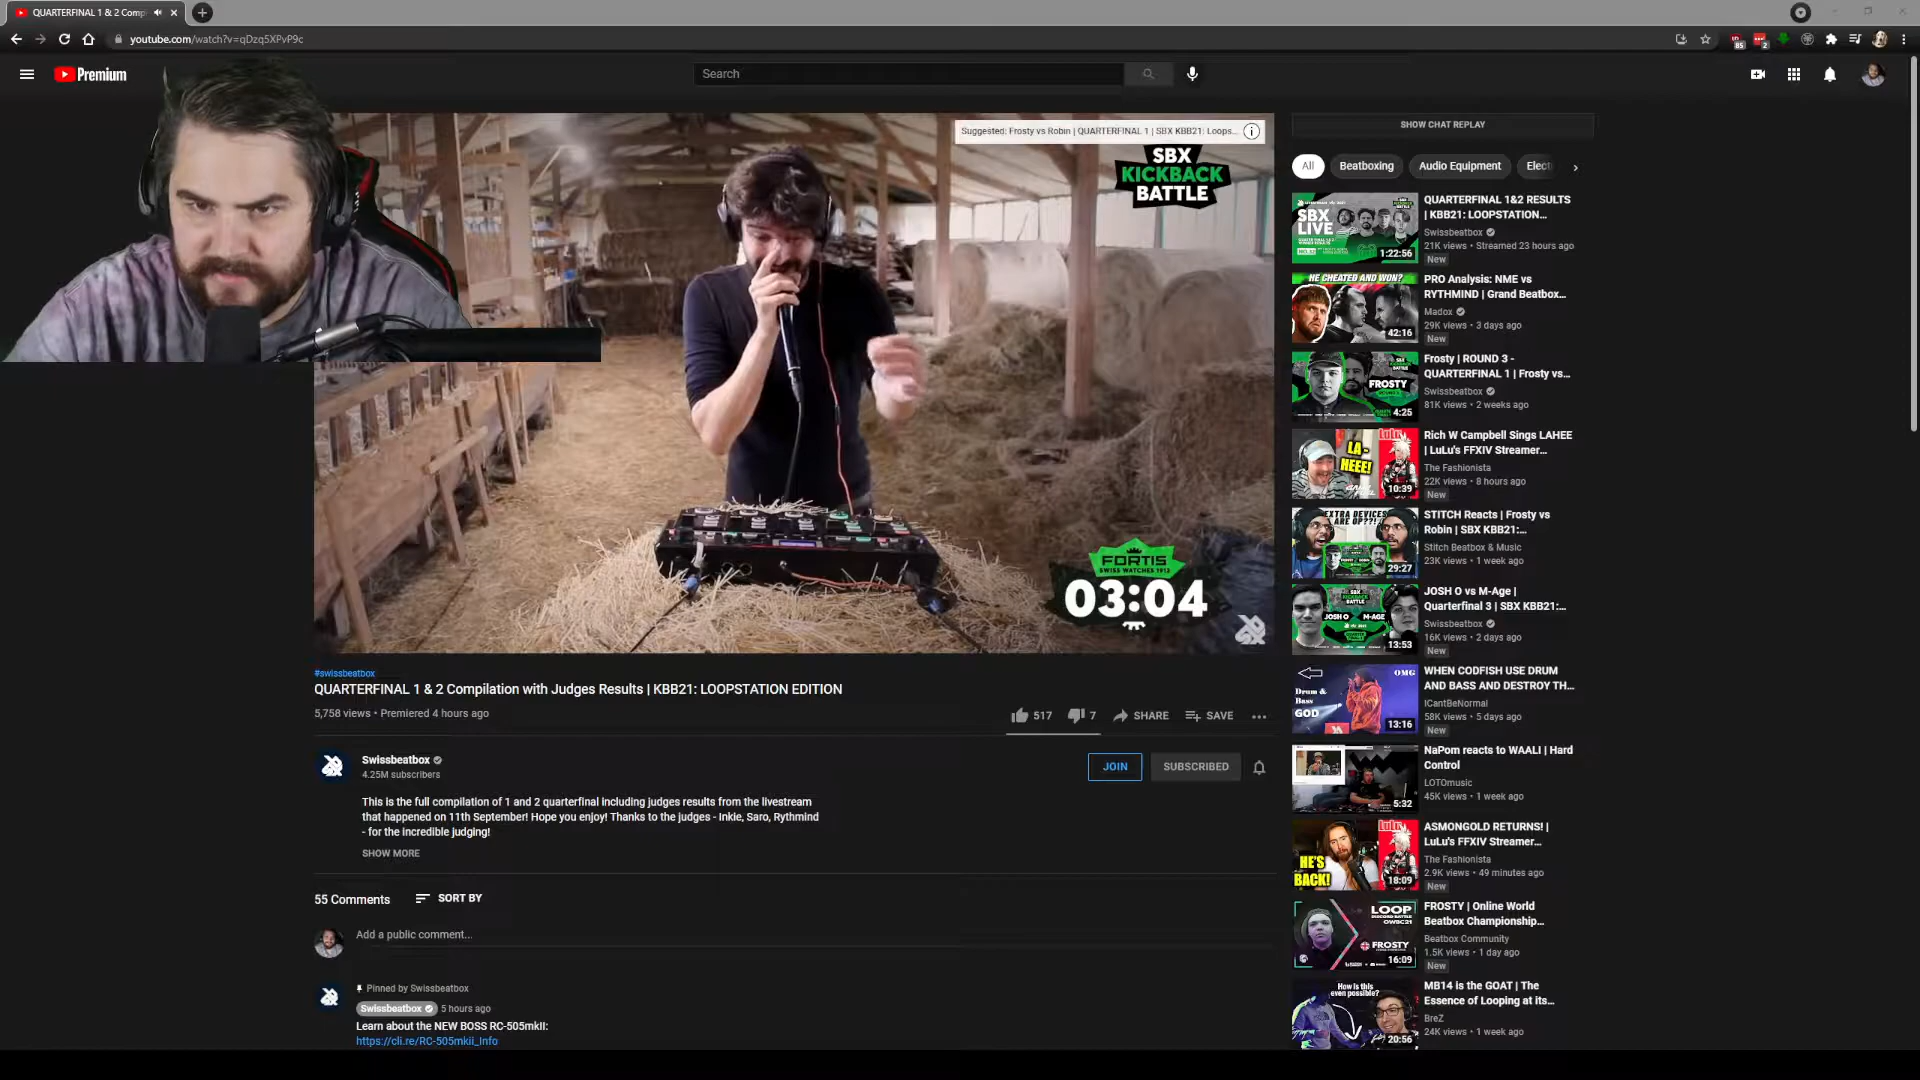 QUARTERFINAL 1 & 2 Comp
youtube.com/watch?v=qDzq5XPvP9c
85
2
Premium
Search
Suggested: Frosty vs Robin | QUARTERFINAL 1 | SBX KBB21: Loops...
SBX
KICKBACK
BATTLE
FORTIS
SWISS WATCHES 1912
03:04
#swissbeatbox
QUARTERFINAL 1 & 2 Compilation with Judges Results | KBB21: LOOPSTATION EDITION
5,758 views • Premiered 4 hours ago
517
7
SHARE
SAVE
Swissbeatbox
4.25M subscribers
JOIN
SUBSCRIBED
This is the full compilation of 1 and 2 quarterfinal including judges results from the livestream
that happened on 11th September! Hope you enjoy! Thanks to the judges - Inkie, Saro, Rythmind
- for the incredible judging!
SHOW MORE
55 Comments
SORT BY
Add a public comment...
Pinned by Swissbeatbox
Swissbeatbox
5 hours ago
Learn about the NEW BOSS RC-505mkII:
https://cli.re/RC-505mkii_Info
SHOW CHAT REPLAY
All
Beatboxing
Audio Equipment
Elect
SBX
LIVE
1:22:56
QUARTERFINAL 1&2 RESULTS
| KBB21: LOOPSTATION...
Swissbeatbox
21K views • Streamed 23 hours ago
New
HE CHEATED AND WON?
42:16
PRO Analysis: NME vs
RYTHMIND | Grand Beatbox...
Madox
29K views • 3 days ago
New
FROSTY
4:25
Frosty | ROUND 3 -
QUARTERFINAL 1 | Frosty vs...
Swissbeatbox
81K views • 2 weeks ago
LA-
HEEE!
LuLu's
10:39
Rich W Campbell Sings LAHEE
| LuLu's FFXIV Streamer...
The Fashionista
22K views • 8 hours ago
New
EXTRA DEVICES
ARE OP??!
29:27
STITCH Reacts | Frosty vs
Robin | SBX KBB21:...
Stitch Beatbox & Music
23K views • 1 week ago
JOSH O
M-AGE
13:53
JOSH O vs M-Age |
Quarterfinal 3 | SBX KBB21:...
Swissbeatbox
16K views • 2 days ago
New
OMG
Drum &
Bass
GOD
13:16
WHEN CODFISH USE DRUM
AND BASS AND DESTROY TH...
ICantBeNormal
58K views • 5 days ago
New
5:32
NaPom reacts to WAALI | Hard
Control
LOTOmusic
45K views • 1 week ago
HE'S
BACK!
LuLu's
18:09
ASMONGOLD RETURNS! |
LuLu's FFXIV Streamer...
The Fashionista
2.9K views • 49 minutes ago
New
LOOP
FROSTY
16:09
FROSTY | Online World
Beatbox Championship...
Beatbox Community
1.5K views • 1 day ago
New
How is this
even possible?
20:56
MB14 is the GOAT | The
Essence of Looping at its...
BreZ
24K views • 1 week ago